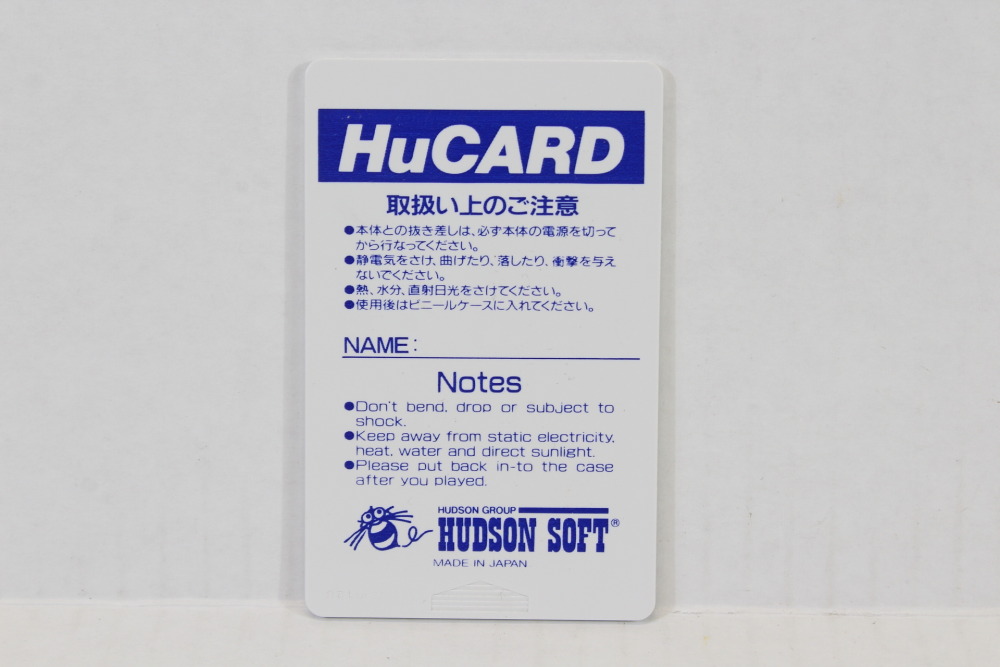 HuCARD
取扱い上のご注意
●本体との抜き差しは、必ず本体の電源を切って
から行なってください。
●静電気をさけ、曲げたり、落したり、衝撃を与え
ないでください。
●熱、水分、直射日光をさけてください。
●使用後はビニールケースに入れてください。
NAME:
Notes
●Don't bend, drop or subject to
shock.
●Keep away from static electricity,
heat, water and direct sunlight.
●Please put back in-to the case
after you played.
HUDSON GROUP
HUDSON SOFT®
MADE IN JAPAN